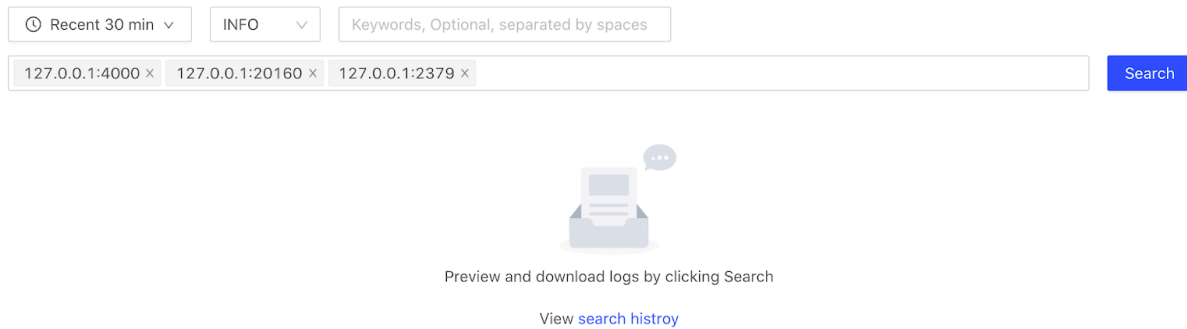 Recent 30 min INFO Keywords, Optional, separated by spaces
127.0.0.1:4000 × 127.0.0.1:20160 × 127.0.0.1:2379 × Search
Preview and download logs by clicking Search
View search histroy